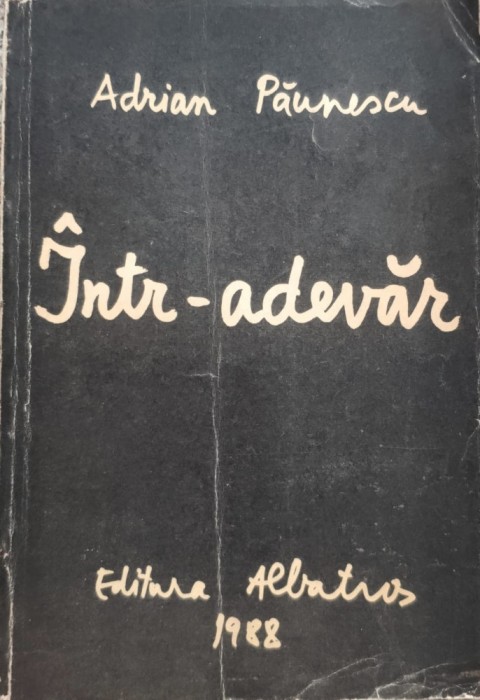 Adrian Păunescu
Într-adevăr
Editura Albatros
1988